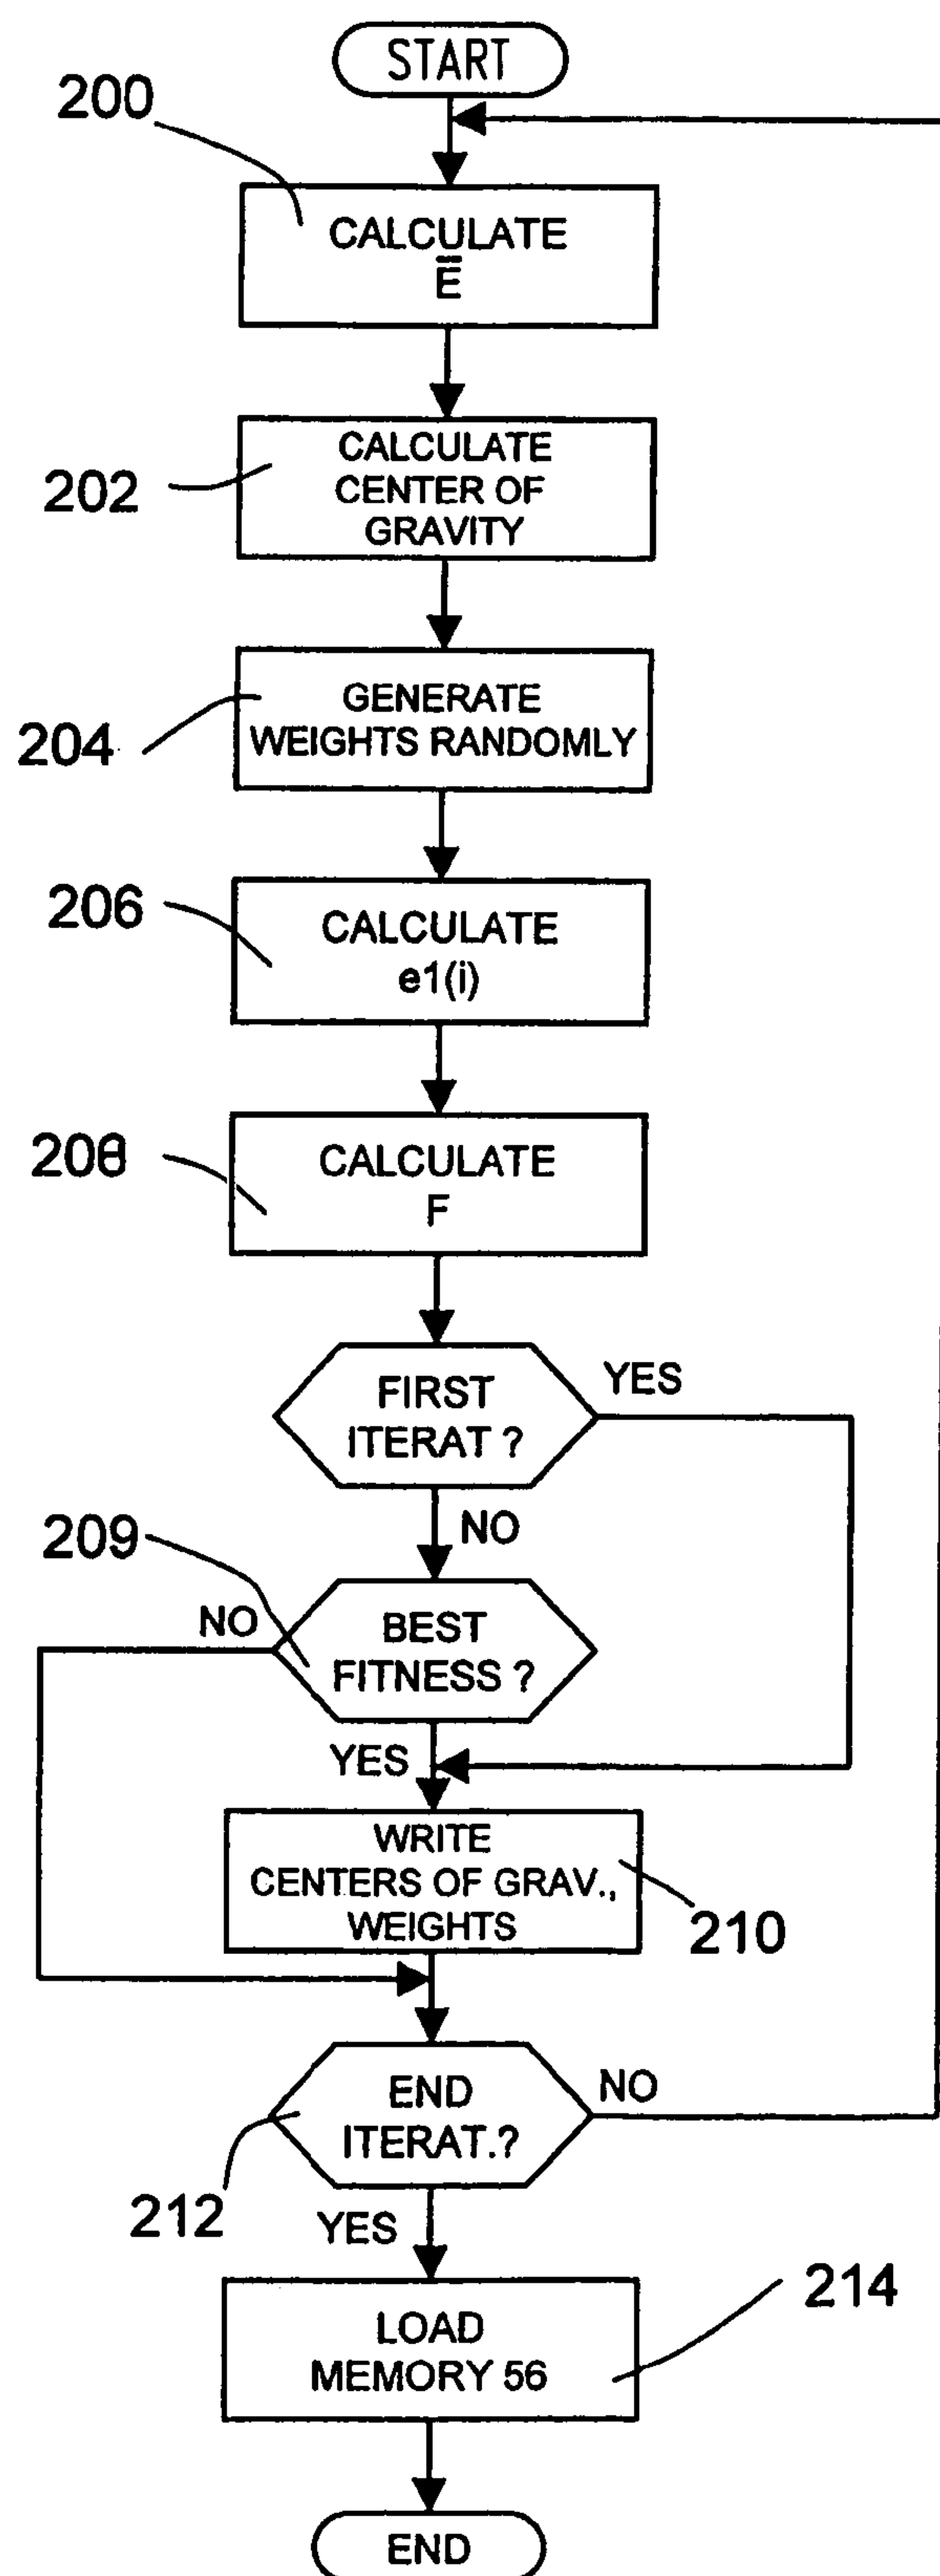 START
200
CALCULATE
E̅
202
CALCULATE
CENTER OF
GRAVITY
204
GENERATE
WEIGHTS RANDOMLY
206
CALCULATE
e1(i)
208
CALCULATE
F
FIRST
ITERAT ?
YES
NO
209
NO
BEST
FITNESS ?
YES
WRITE
CENTERS OF GRAV.,
WEIGHTS
210
END
ITERAT.?
NO
212
YES
LOAD
MEMORY 56
214
END